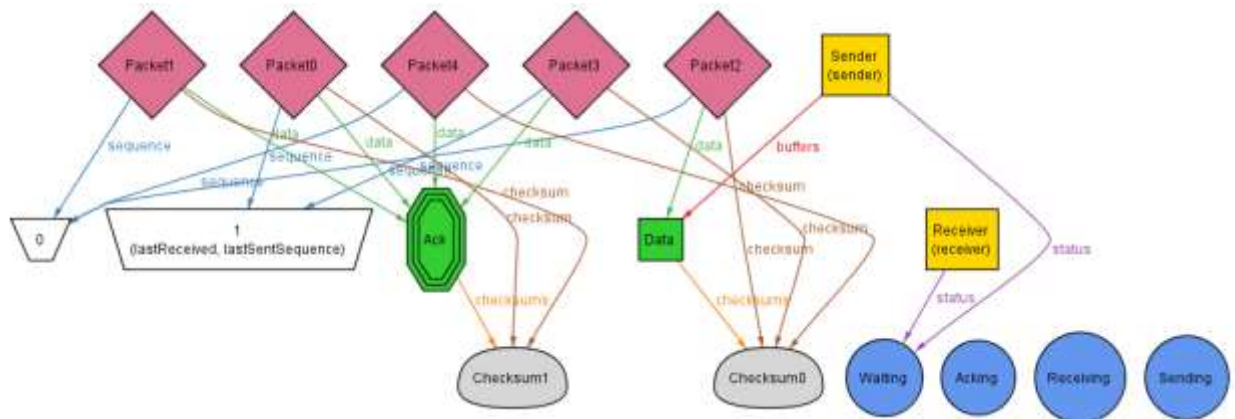 Packet1
Packet0
Packet4
Packet3
Packet2
Sender
(sender)
data
data
data
data
data
buffers
sequence
sequence
sequence
sequence
sequence
checksum
checksum
checksum
checksum
checksum
0
1
(lastReceived, lastSentSequence)
Ack
Data
Receiver
(receiver)
status
checksums
checksums
status
Checksum1
Checksum0
Waiting
Acking
Receiving
Sending